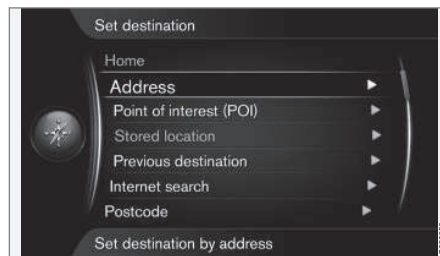 Set destination
Home
Address
Point of interest (POI)
Stored location
Previous destination
Internet search
Postcode
Set destination by address